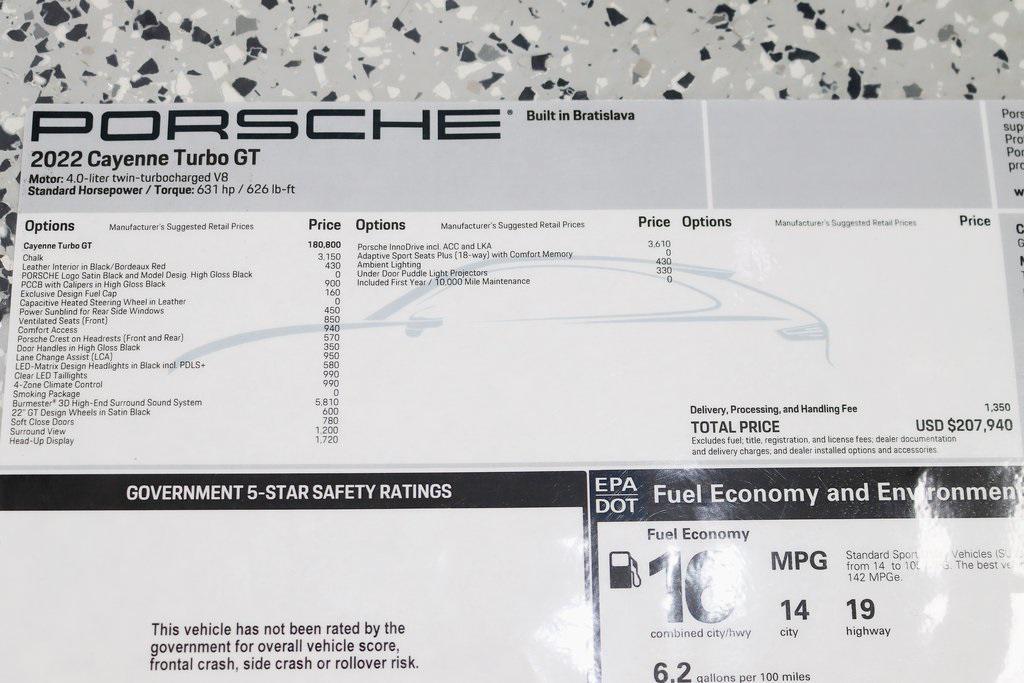 PORSCHE® Built in Bratislava
2022 Cayenne Turbo GT
Motor: 4.0-liter twin-turbocharged V8
Standard Horsepower / Torque: 631 hp / 626 lb-ft
Options Manufacturer's Suggested Retail Prices Price
Cayenne Turbo GT 180,800
Chalk 3,150
Leather Interior in Black/Bordeaux Red 430
PORSCHE Logo Satin Black and Model Desig. High Gloss Black 0
PCCB with Calipers in High Gloss Black 900
Exclusive Design Fuel Cap 160
Capacitive Heated Steering Wheel in Leather 0
Power Sunblind for Rear Side Windows 450
Ventilated Seats (Front) 850
Comfort Access 940
Porsche Crest on Headrests (Front and Rear) 570
Door Handles in High Gloss Black 350
Lane Change Assist (LCA) 950
LED-Matrix Design Headlights in Black incl. PDLS+ 580
Clear LED Taillights 990
4-Zone Climate Control 990
Smoking Package 0
Burmester® 3D High-End Surround Sound System 5,810
22" GT Design Wheels in Satin Black 600
Soft Close Doors 780
Surround View 1,200
Head-Up Display 1,720
Options Manufacturer's Suggested Retail Prices Price
Porsche InnoDrive incl. ACC and LKA 3,610
Adaptive Sport Seats Plus (18-way) with Comfort Memory 0
Ambient Lighting 430
Under Door Puddle Light Projectors 330
Included First Year / 10,000 Mile Maintenance 0
Options Manufacturer's Suggested Retail Prices Price
Delivery, Processing, and Handling Fee 1,350
TOTAL PRICE USD $207,940
Excludes fuel, title, registration, and license fees; dealer documentation
and delivery charges; and dealer installed options and accessories.
GOVERNMENT 5-STAR SAFETY RATINGS
This vehicle has not been rated by the
government for overall vehicle score,
frontal crash, side crash or rollover risk.
EPA
DOT
Fuel Economy and Environmen
Fuel Economy
16 MPG
combined city/hwy
14
city
19
highway
Standard Sport Vehicles
from 14 to The best
142 MPGe.
6.2 gallons per 100 miles